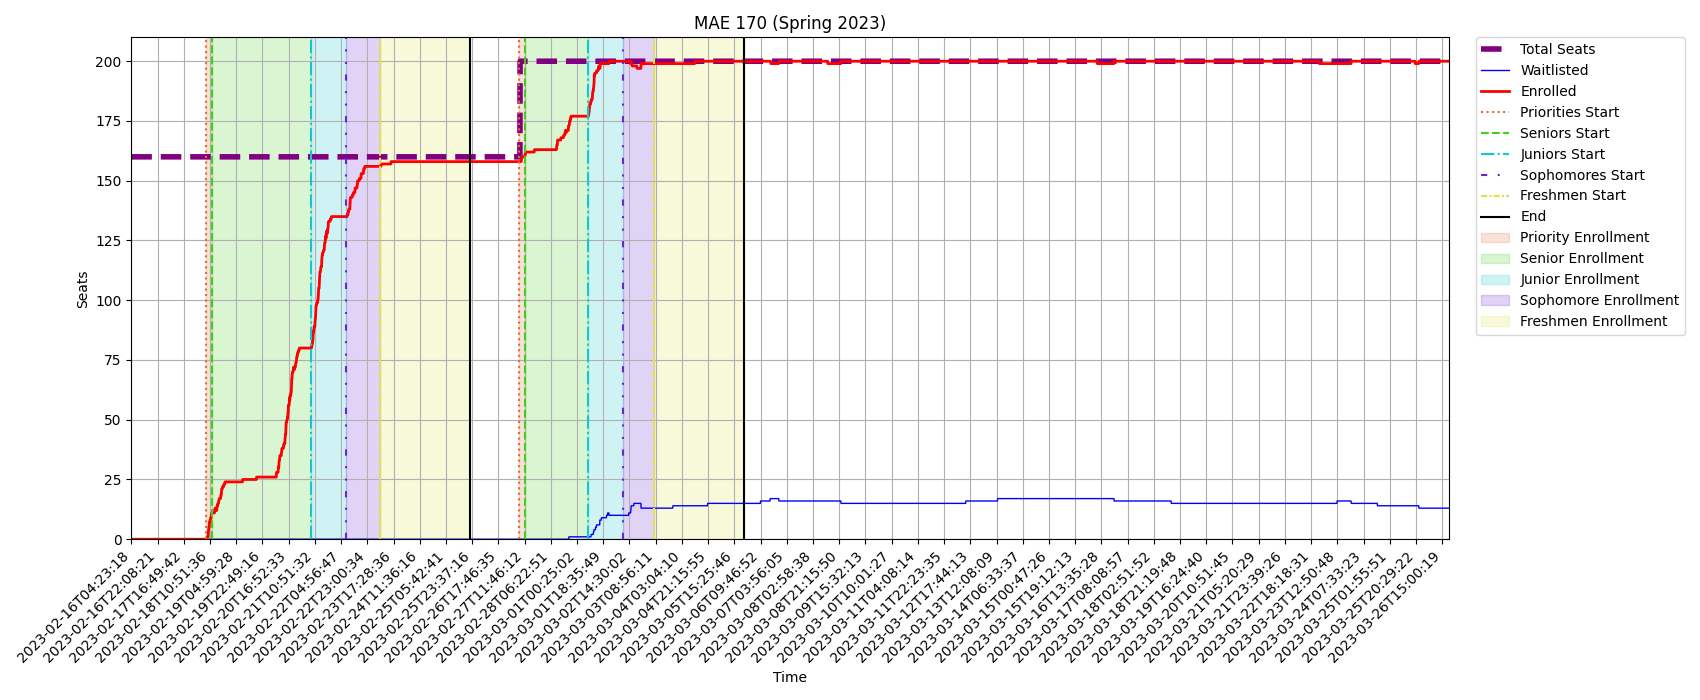 MAE 170 (Spring 2023)
Seats
200
175
150
125
100
75
50
25
0
Total Seats
Waitlisted
Enrolled
Priorities Start
Seniors Start
Juniors Start
Sophomores Start
Freshmen Start
End
Priority Enrollment
Senior Enrollment
Junior Enrollment
Sophomore Enrollment
Freshmen Enrollment
2023-02-16T04:23:18
2023-02-16T22:08:21
2023-02-17T16:49:42
2023-02-18T10:51:36
2023-02-19T04:59:28
2023-02-19T22:49:16
2023-02-20T16:52:33
2023-02-21T10:51:32
2023-02-22T04:56:47
2023-02-22T23:00:34
2023-02-23T17:28:36
2023-02-24T11:36:16
2023-02-25T05:42:41
2023-02-25T23:37:16
2023-02-26T17:46:35
2023-02-27T11:46:12
2023-02-28T06:22:51
2023-03-01T00:25:02
2023-03-01T18:35:49
2023-03-02T14:30:02
2023-03-03T08:56:11
2023-03-04T03:04:10
2023-03-04T21:15:55
2023-03-05T15:25:46
2023-03-06T09:46:52
2023-03-07T03:56:05
2023-03-08T02:58:38
2023-03-08T21:15:50
2023-03-09T15:32:13
2023-03-10T10:01:27
2023-03-11T04:08:14
2023-03-11T22:23:35
2023-03-12T17:44:13
2023-03-13T12:08:09
2023-03-14T06:33:37
2023-03-15T00:47:26
2023-03-15T19:12:13
2023-03-16T13:35:28
2023-03-17T08:08:57
2023-03-18T02:51:52
2023-03-18T21:19:48
2023-03-19T16:24:40
2023-03-20T10:51:45
2023-03-21T05:20:29
2023-03-21T23:39:26
2023-03-22T18:18:31
2023-03-23T12:50:48
2023-03-24T07:33:23
2023-03-25T01:55:51
2023-03-25T20:29:22
2023-03-26T15:00:19
Time